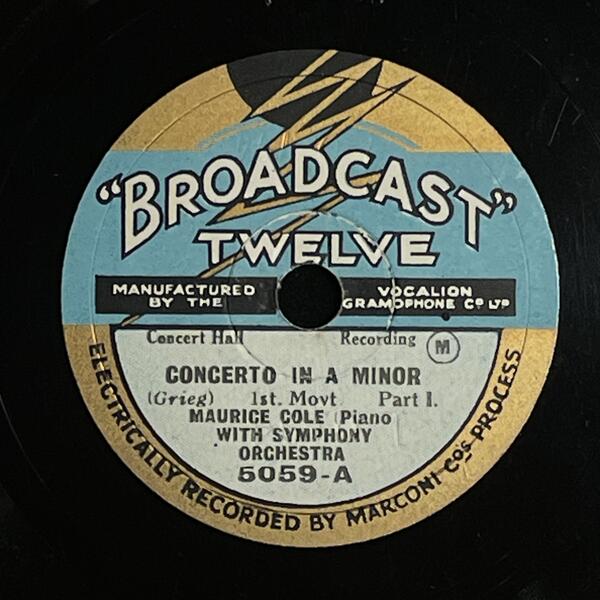 "BROADCAST"
TWELVE
MANUFACTURED BY THE
VOCALION GRAMOPHONE Co LTD
Concert Hall Recording M
CONCERTO IN A MINOR
(Grieg) 1st. Movt Part 1.
MAURICE COLE (Piano
WITH SYMPHONY
ORCHESTRA
5059-A
ELECTRICALLY RECORDED BY MARCONI Co's PROCESS